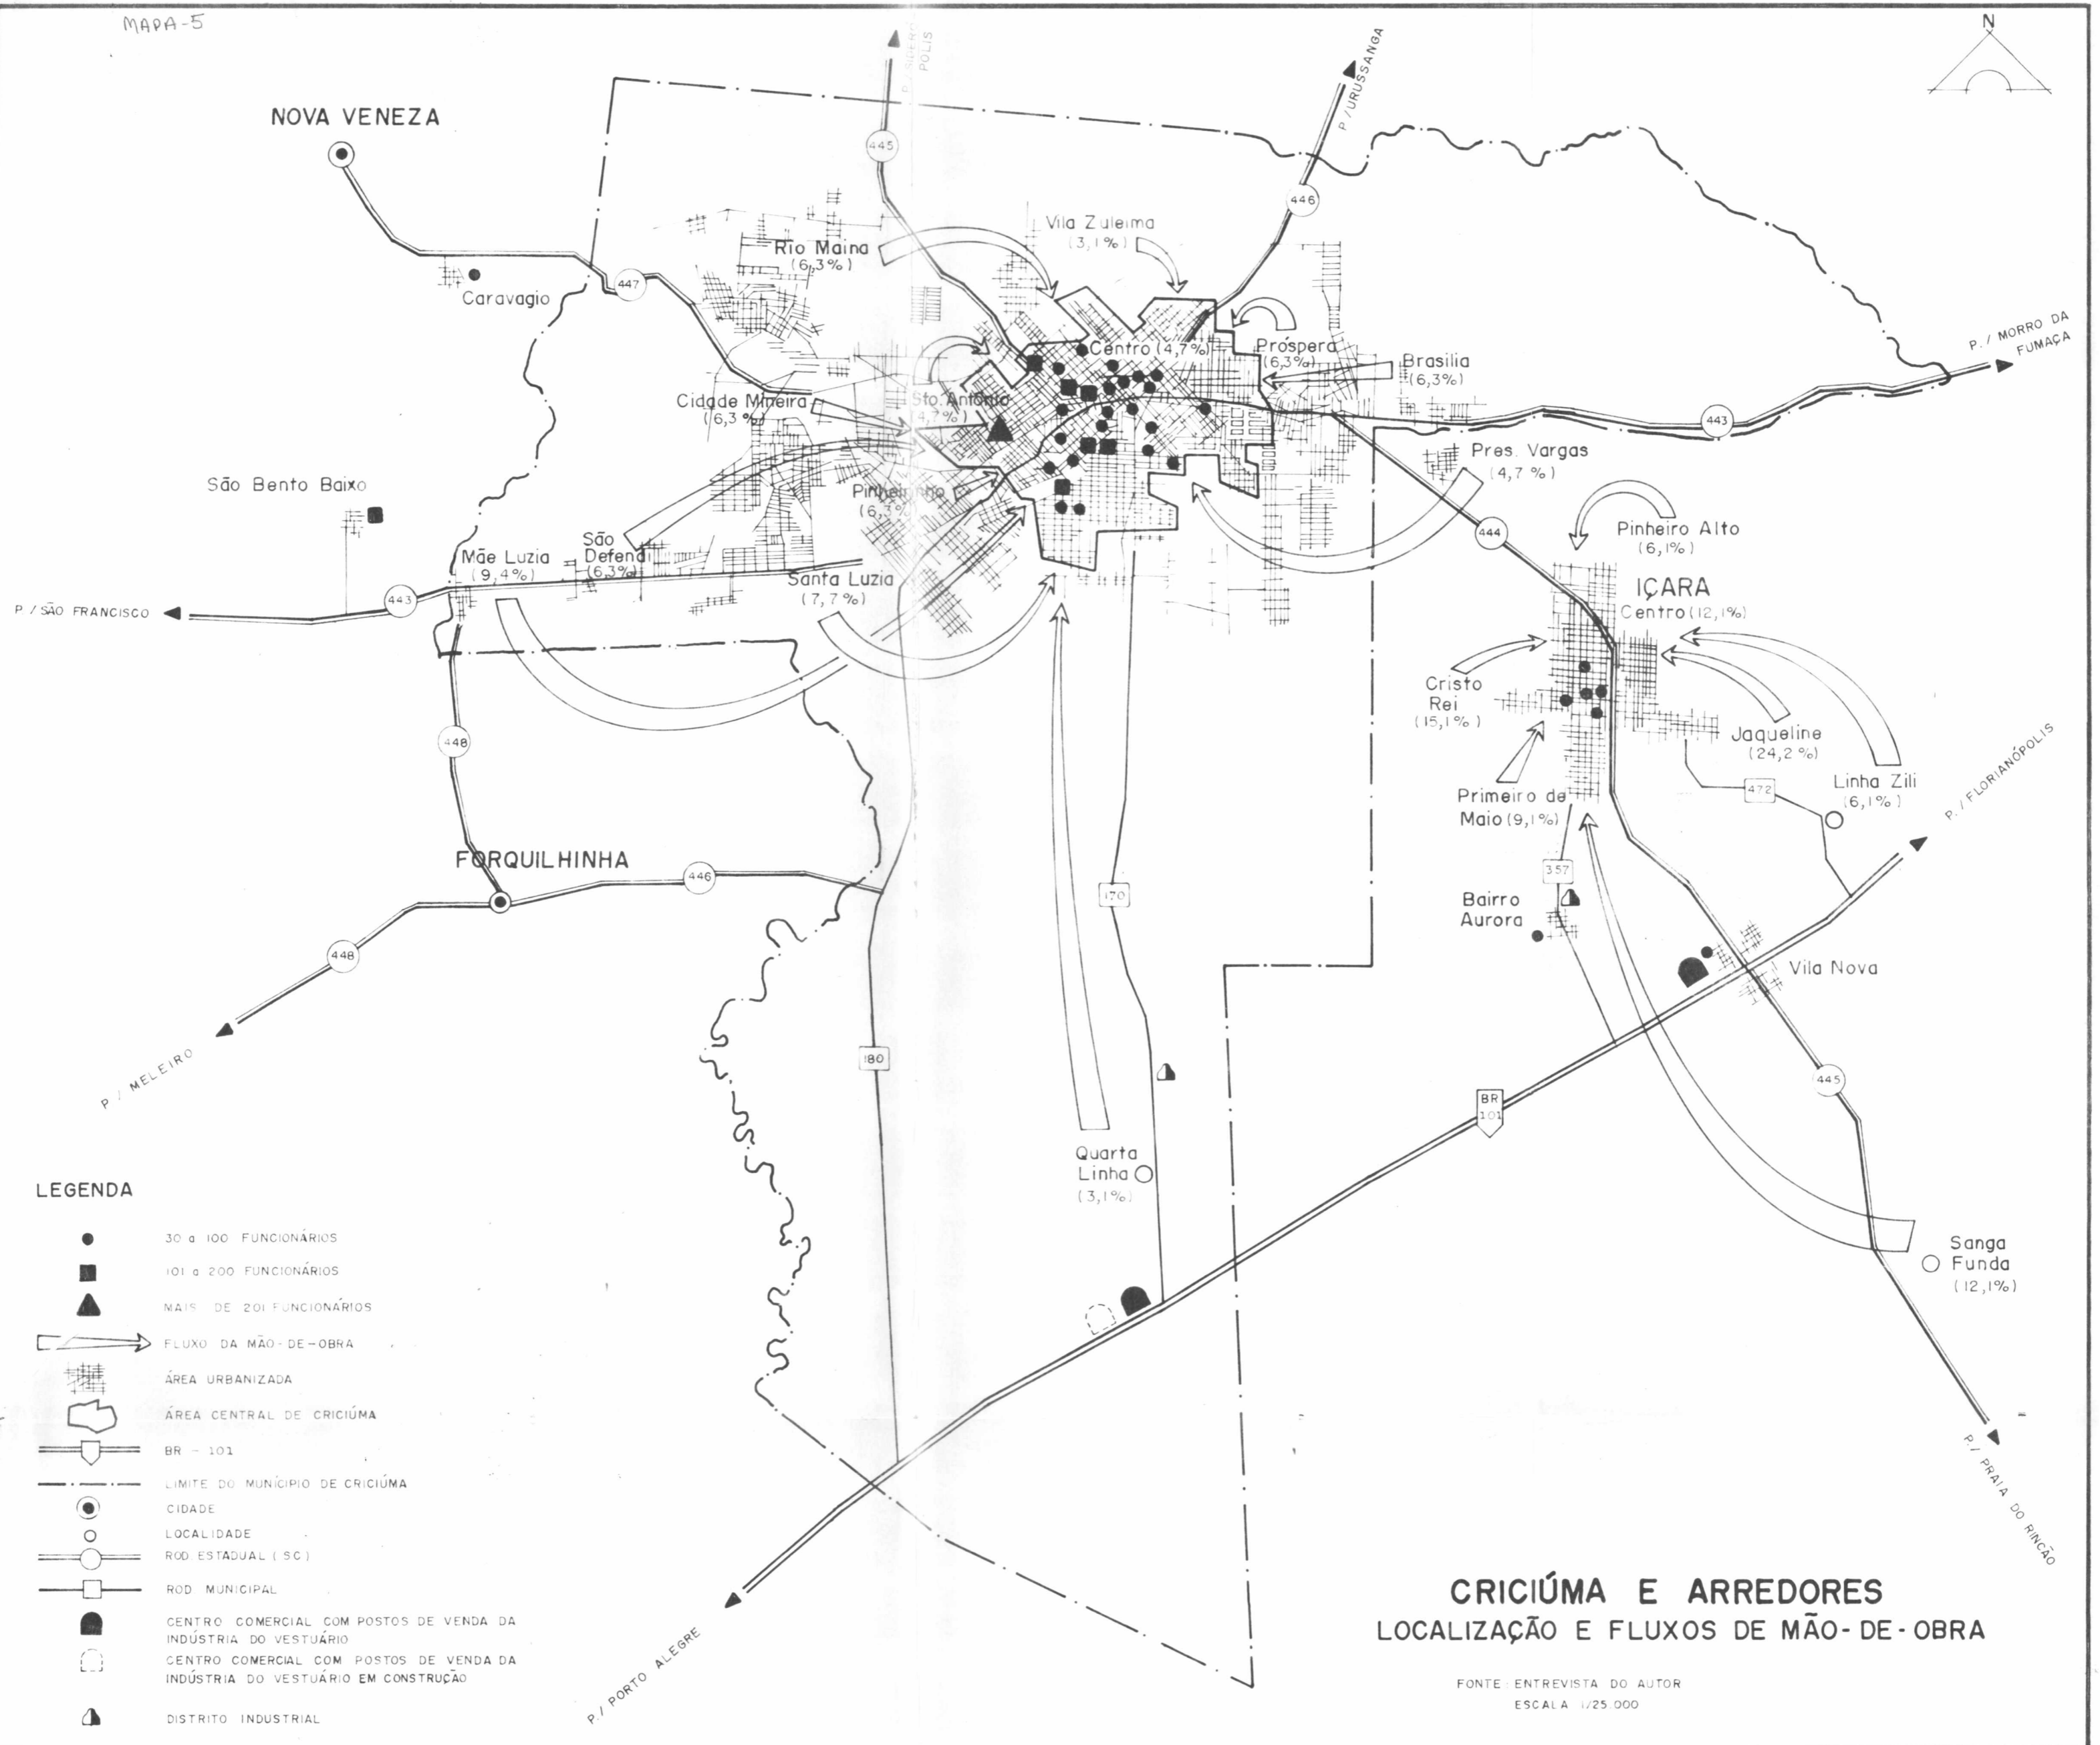 MAPA-5
N
P./URUSSANGA
NOVA VENEZA
445
446
Vila Zuleima
(3,1%)
Rio Maina
(6,3%)
447
Caravagio
P./ MORRO DA
FUMAÇA
Centro (4,7%)
Próspera
(6,3%)
Brasilia
(6,3%)
Cidade Mineira
(6,3%)
Sto. Antônio
(4,7%)
443
Pres. Vargas
(4,7 %)
São Bento Baixo
Pinheirinho
(6,3%
444
Pinheiro Alto
(6,1%)
Mãe Luzia
(9,4%)
São
Defendi
(6,3%)
Santa Luzia
(7,7%)
IÇARA
Centro (12,1%)
443
P./SÃO FRANCISCO
Cristo
Rei
(15,1%)
448
Jaqueline
(24,2%)
Linha Zili
(6,1%)
472
P./ FLORIANÓPOLIS
Primeiro de
Maio (9,1%)
FORQUILHINHA
446
357
170
Bairro
Aurora
448
Vila Nova
180
P./ MELEIRO
445
BR
101
Quarta
Linha
(3,1%)
Sanga
Funda
(12,1%)
LEGENDA
30 a 100 FUNCIONÁRIOS
101 a 200 FUNCIONÁRIOS
MAIS DE 201 FUNCIONÁRIOS
FLUXO DA MÃO-DE-OBRA
ÁREA URBANIZADA
ÁREA CENTRAL DE CRICIÚMA
BR - 101
LIMITE DO MUNICÍPIO DE CRICIÚMA
CIDADE
LOCALIDADE
ROD ESTADUAL (SC)
ROD MUNICIPAL
CENTRO COMERCIAL COM POSTOS DE VENDA DA
INDÚSTRIA DO VESTUÁRIO
CENTRO COMERCIAL COM POSTOS DE VENDA DA
INDÚSTRIA DO VESTUÁRIO EM CONSTRUÇÃO
DISTRITO INDUSTRIAL
P./ PORTO ALEGRE
P./ PRAIA DO RINCÃO
CRICIÚMA E ARREDORES
LOCALIZAÇÃO E FLUXOS DE MÃO-DE-OBRA
FONTE: ENTREVISTA DO AUTOR
ESCALA 1/25.000